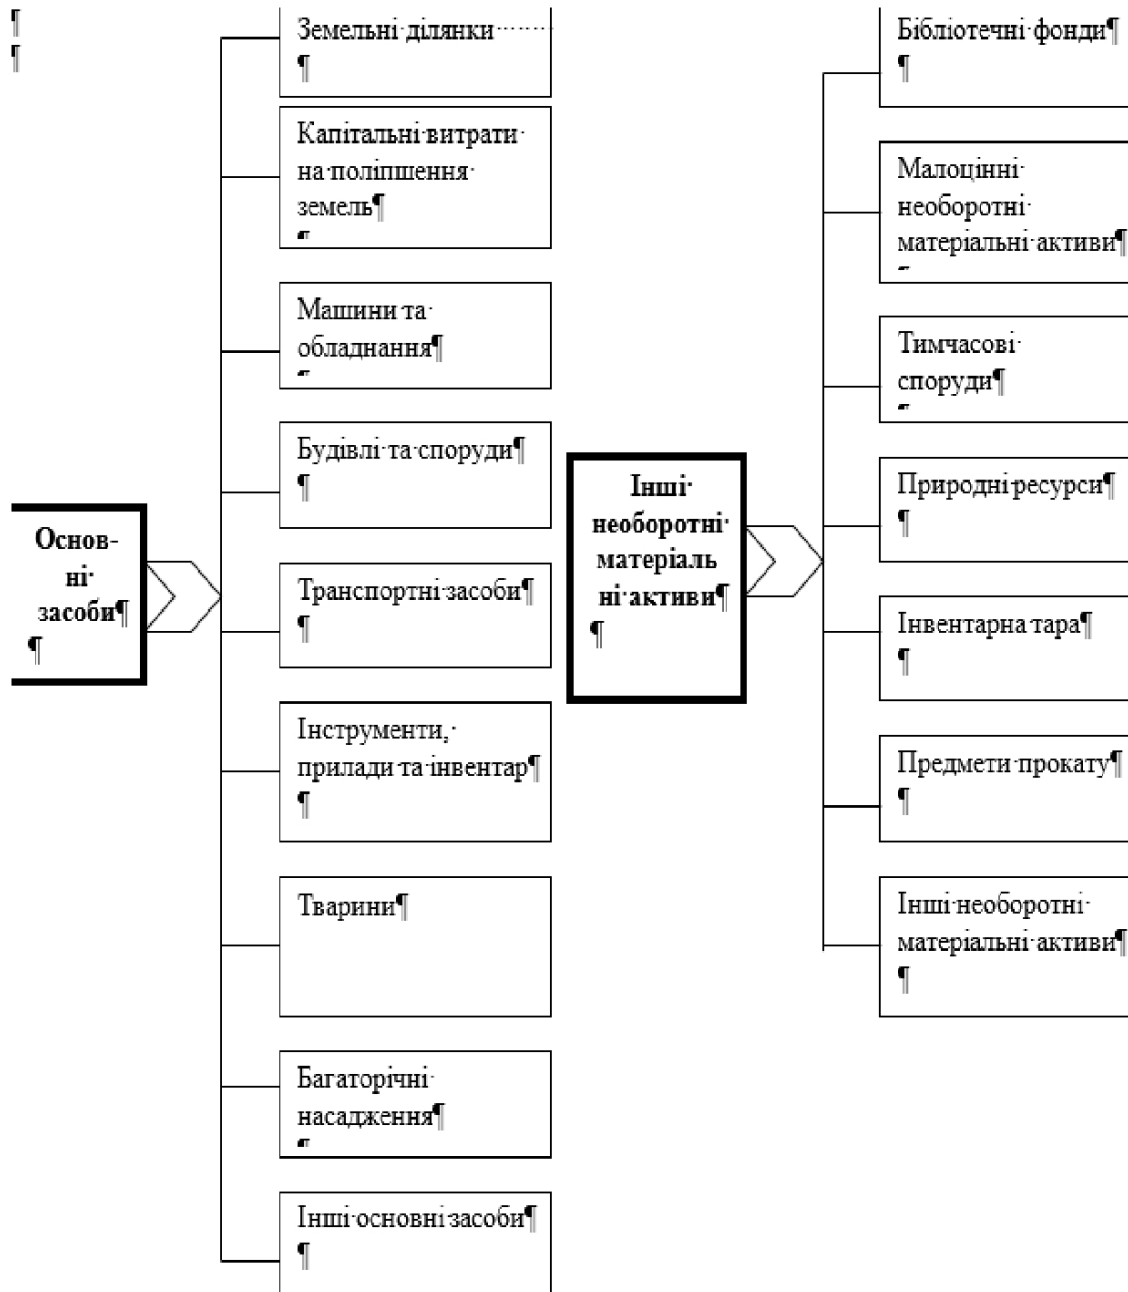 Земельні ділянки
Капітальні витрати
на поліпшення
земель
Машини та
обладнання
Будівлі та споруди
Основ-
ні
засоби
Транспортні засоби
Інструменти,
прилади та інвентар
Тварини
Багаторічні
насадження
Інші основні засоби
Інші
необоротні
матеріаль
ні активи
Бібліотечні фонди
Малоцінні
необоротні
матеріальні активи
Тимчасові
споруди
Природні ресурси
Інвентарна тара
Предмети прокату
Інші необоротні
матеріальні активи